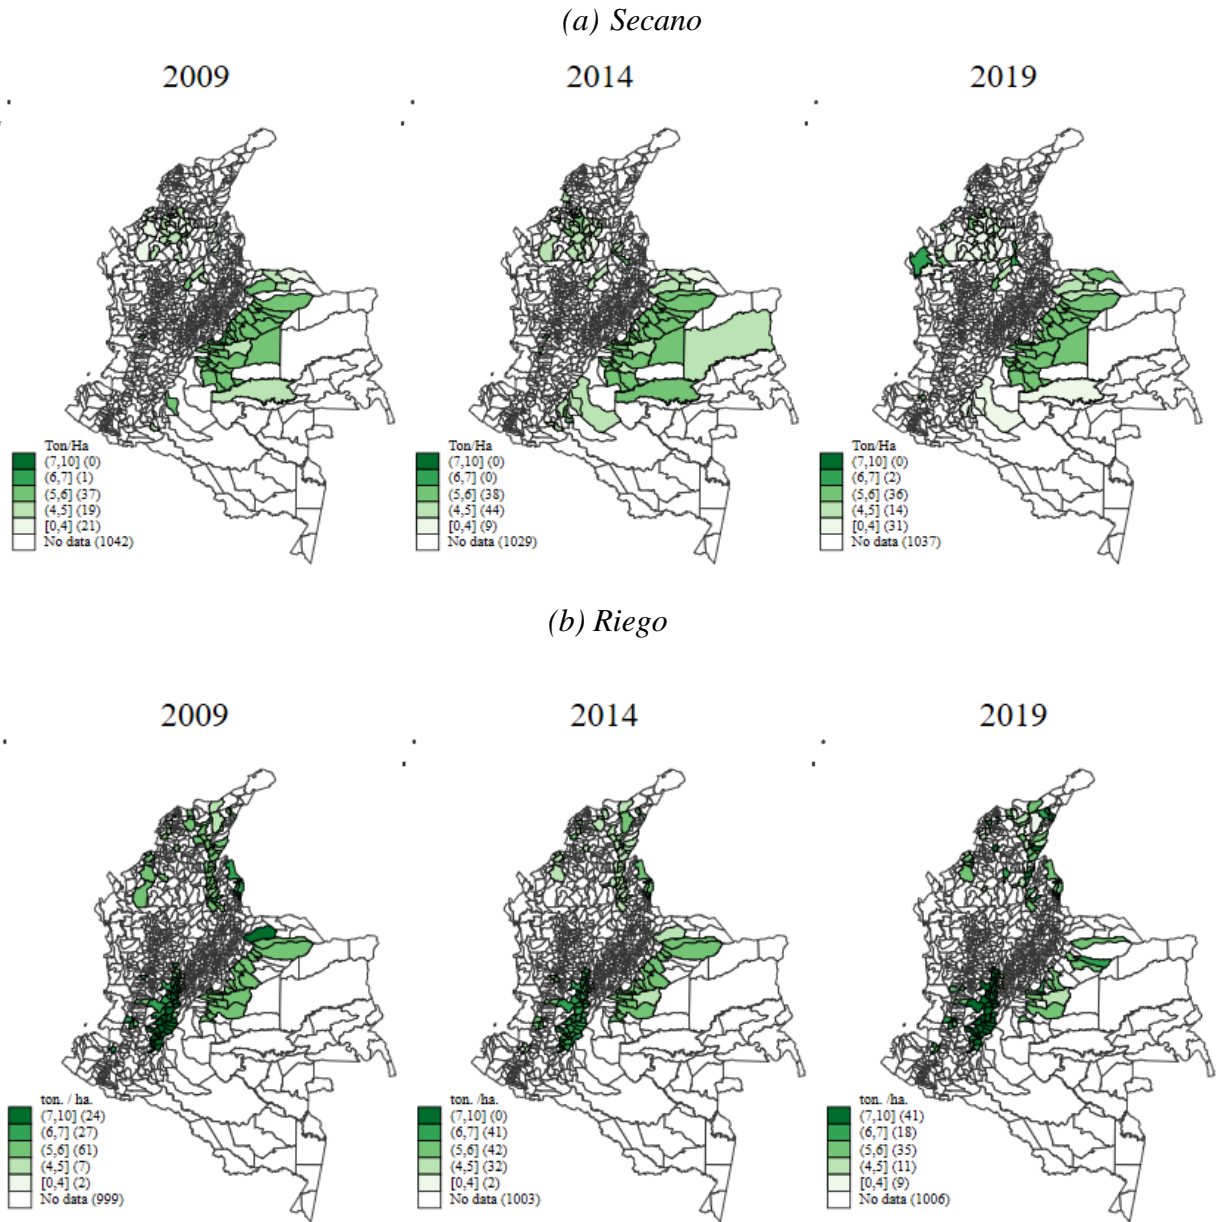 (a) Secano
2009
2014
2019
Ton/Ha
(7,10] (0)
(6,7] (1)
(5,6] (37)
(4,5] (19)
[0,4] (21)
No data (1042)
Ton/Ha
(7,10] (0)
(6,7] (0)
(5,6] (38)
(4,5] (44)
[0,4] (9)
No data (1029)
Ton/Ha
(7,10] (0)
(6,7] (2)
(5,6] (36)
(4,5] (14)
[0,4] (31)
No data (1037)
(b) Riego
2009
2014
2019
ton. / ha.
(7,10] (24)
(6,7] (27)
(5,6] (61)
(4,5] (7)
[0,4] (2)
No data (999)
ton. / ha.
(7,10] (0)
(6,7] (41)
(5,6] (42)
(4,5] (32)
[0,4] (2)
No data (1003)
ton. /ha.
(7,10] (41)
(6,7] (18)
(5,6] (35)
(4,5] (11)
[0,4] (9)
No data (1006)